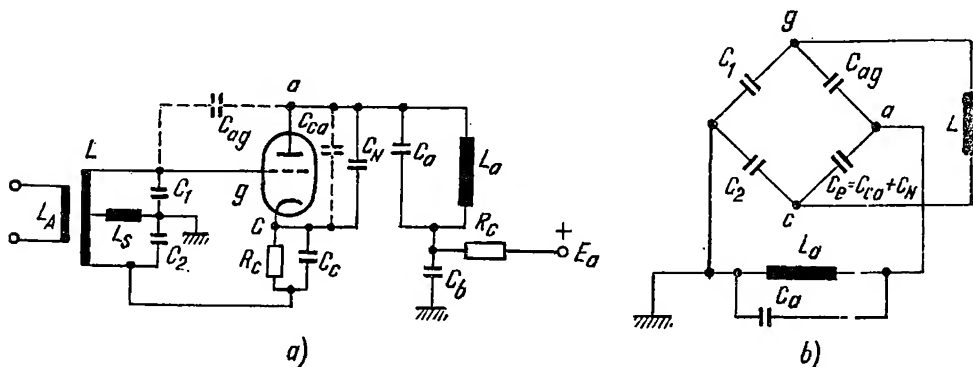 a
C_ag
C_ca
C_N
C_a
L_a
L
L_A
C_1
g
L_s
C_2
C
R_c
C_c
R_c
+
E_a
C_b
a)
g
C_1
C_ag
a
L
C_2
C_e=C_ca+C_N
c
L_a
C_a
b)